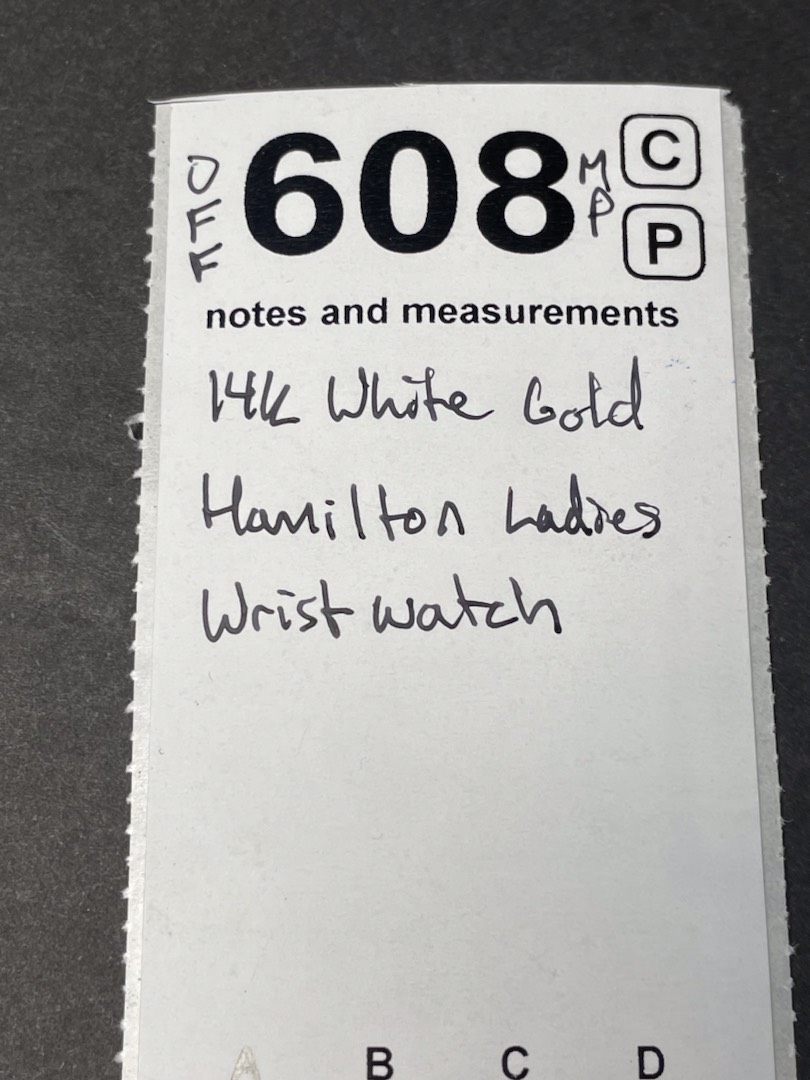 OFF 608 MP C P
notes and measurements
14K White Gold
Hamilton Ladies
Wrist watch
A B C D